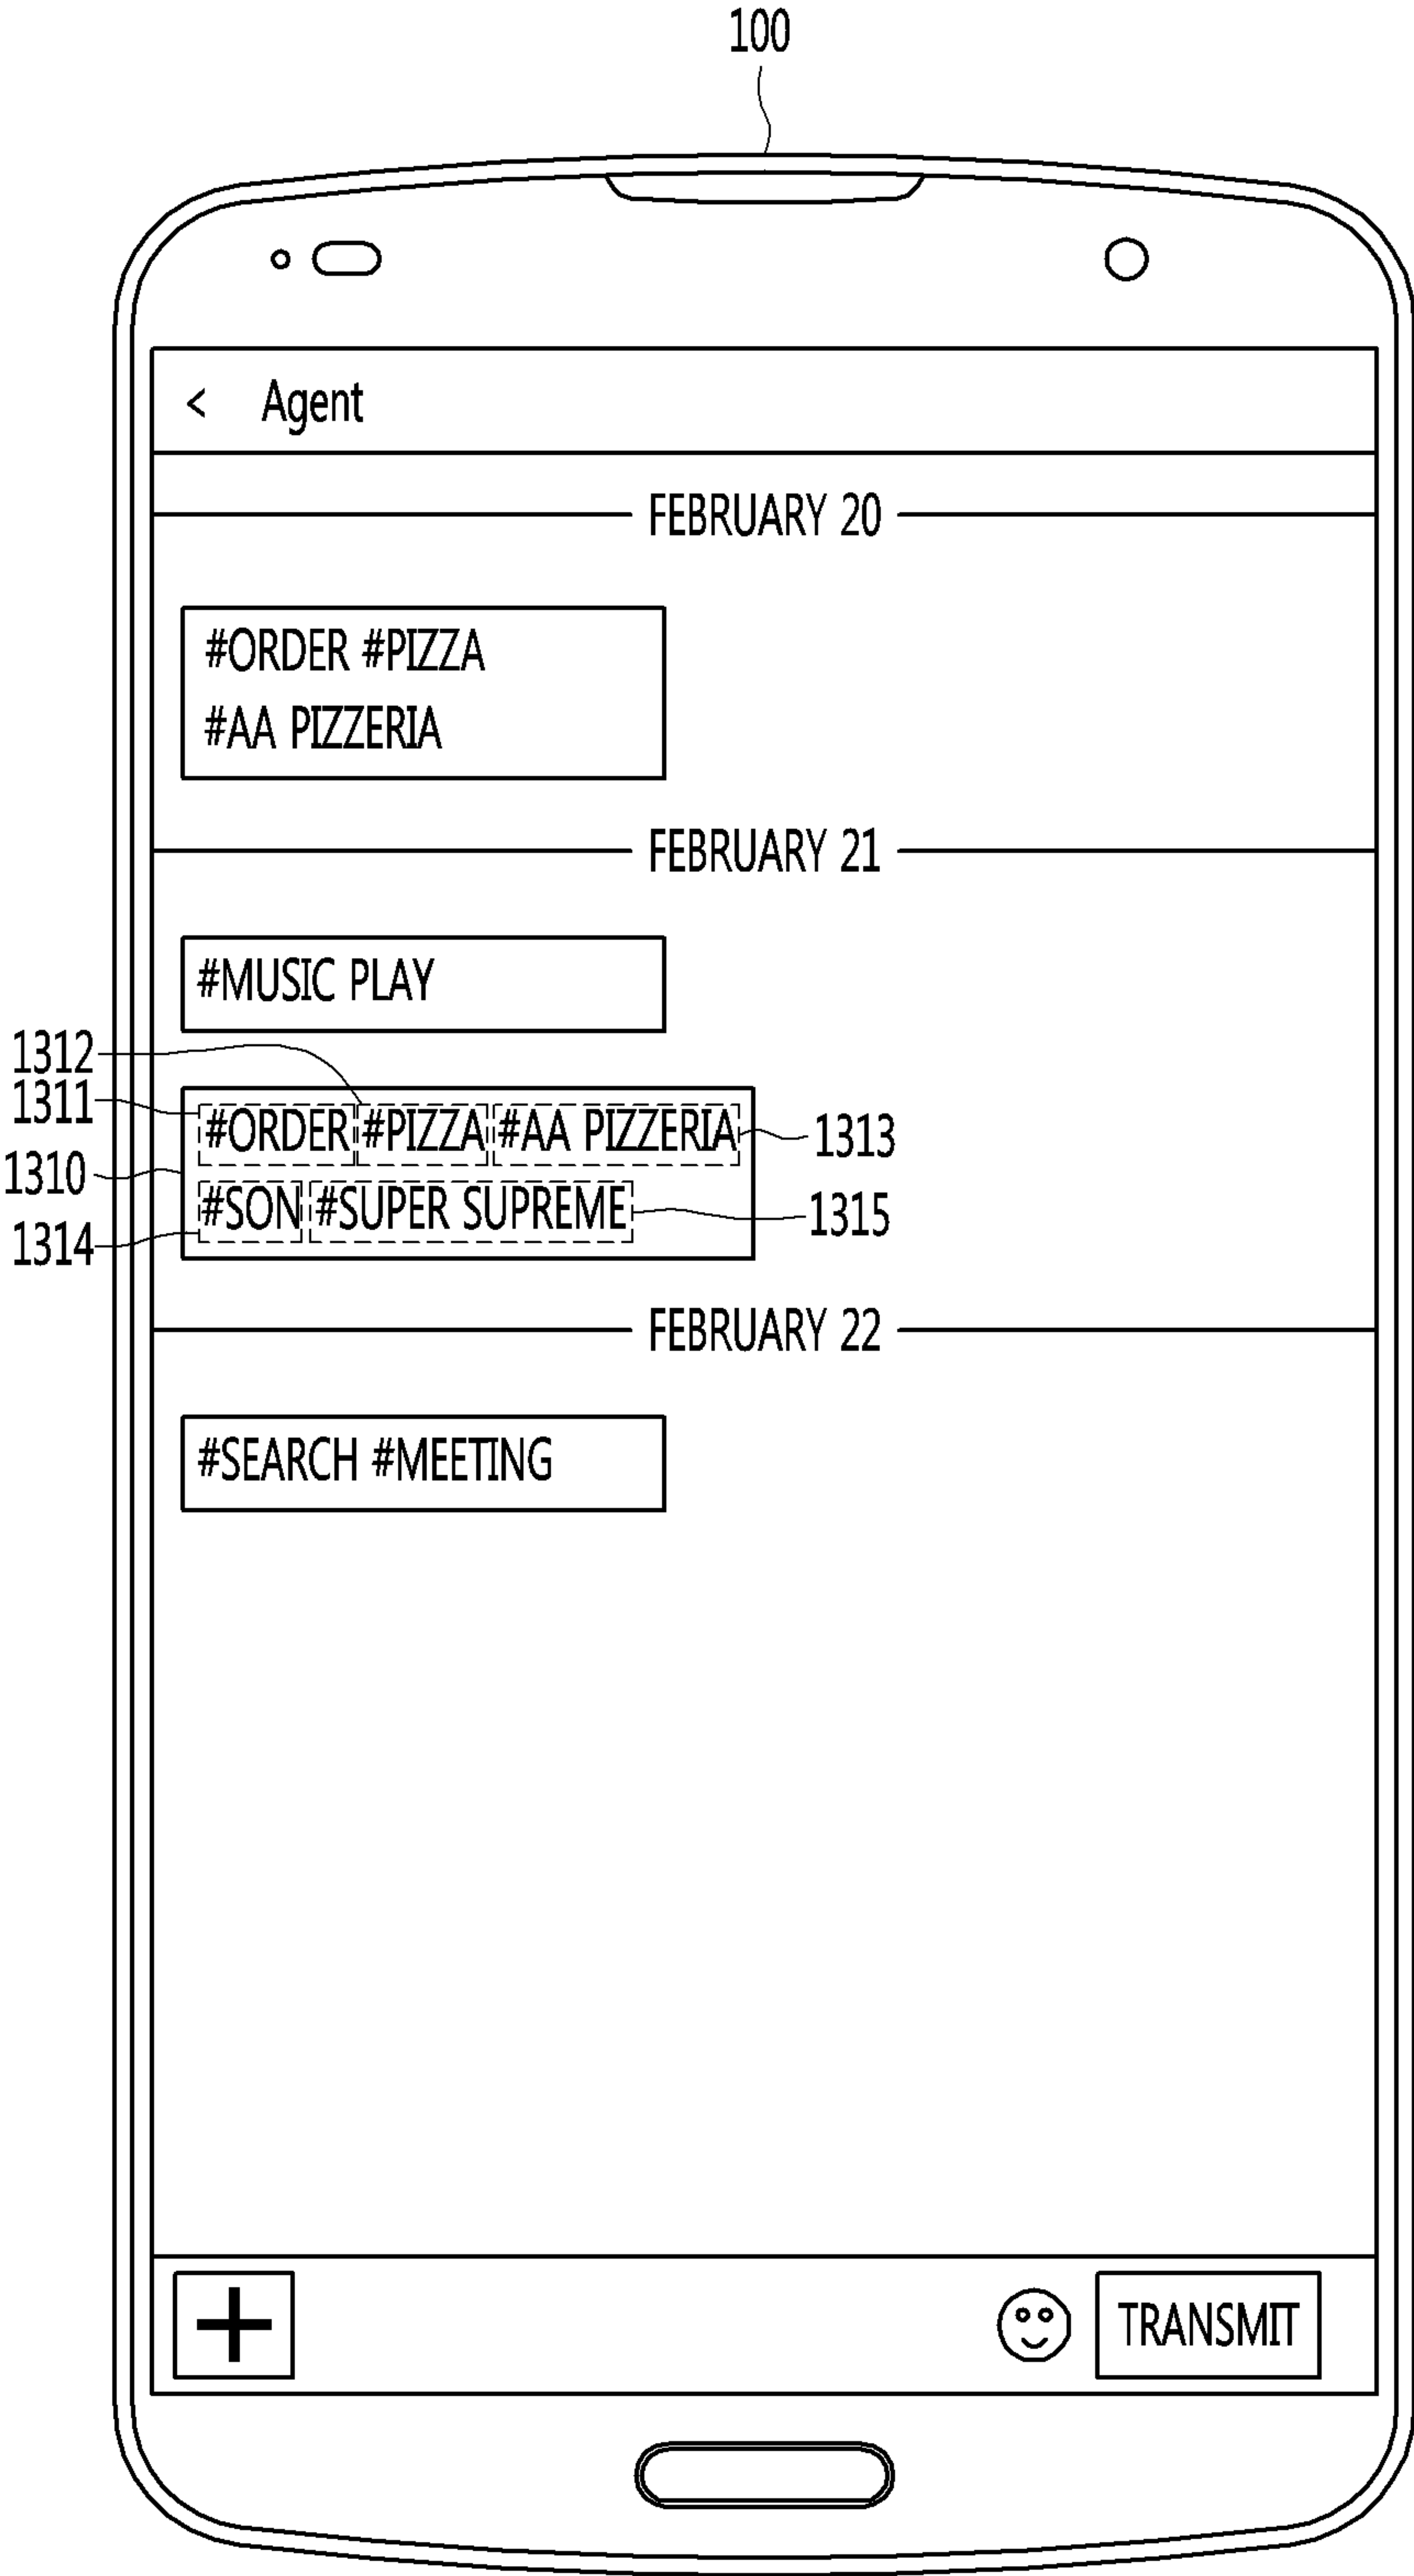 100
< Agent
FEBRUARY 20
#ORDER #PIZZA
#AA PIZZERIA
FEBRUARY 21
#MUSIC PLAY
1312
1311
#ORDER #PIZZA #AA PIZZERIA
1313
1310
#SON #SUPER SUPREME
1315
1314
FEBRUARY 22
#SEARCH #MEETING
TRANSMIT